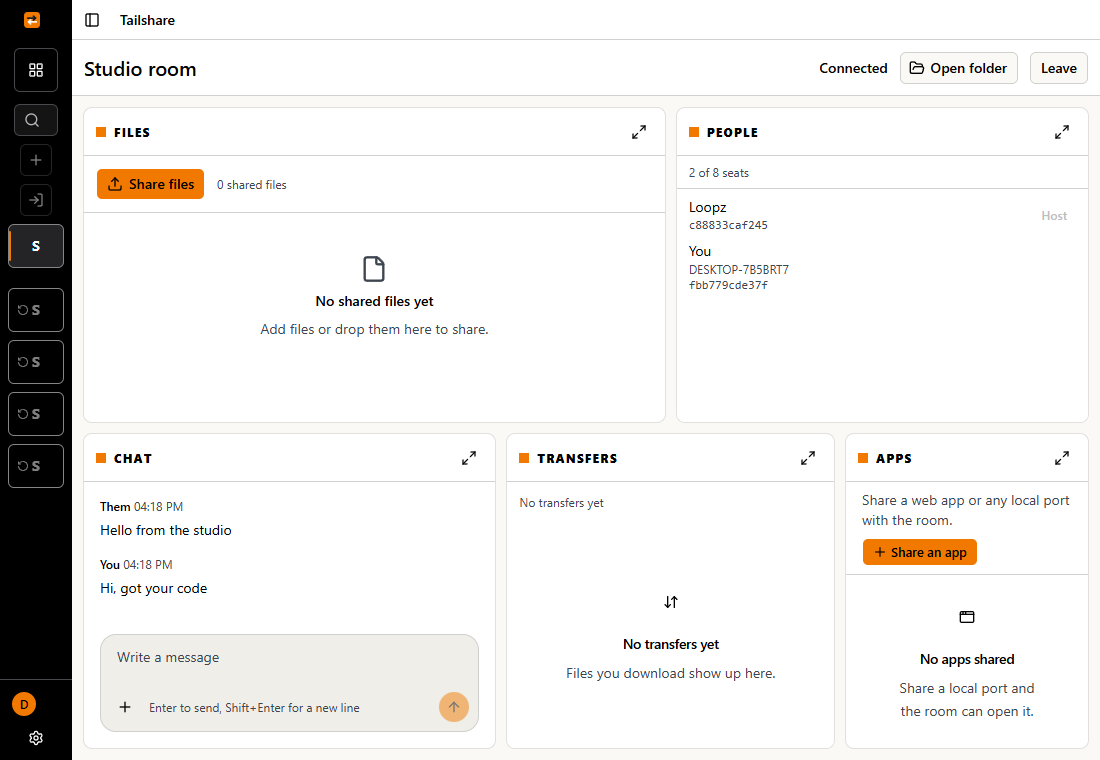 Tailshare
Studio room
Connected
Open folder
Leave
S
S
S
S
S
D
FILES
Share files
0 shared files
No shared files yet
Add files or drop them here to share.
PEOPLE
2 of 8 seats
Loopz
c88833caf245
Host
You
DESKTOP-7B5BRT7
fbb779cde37f
CHAT
Them 04:18 PM
Hello from the studio
You 04:18 PM
Hi, got your code
Write a message
Enter to send, Shift+Enter for a new line
TRANSFERS
No transfers yet
No transfers yet
Files you download show up here.
APPS
Share a web app or any local port
with the room.
Share an app
No apps shared
Share a local port and
the room can open it.